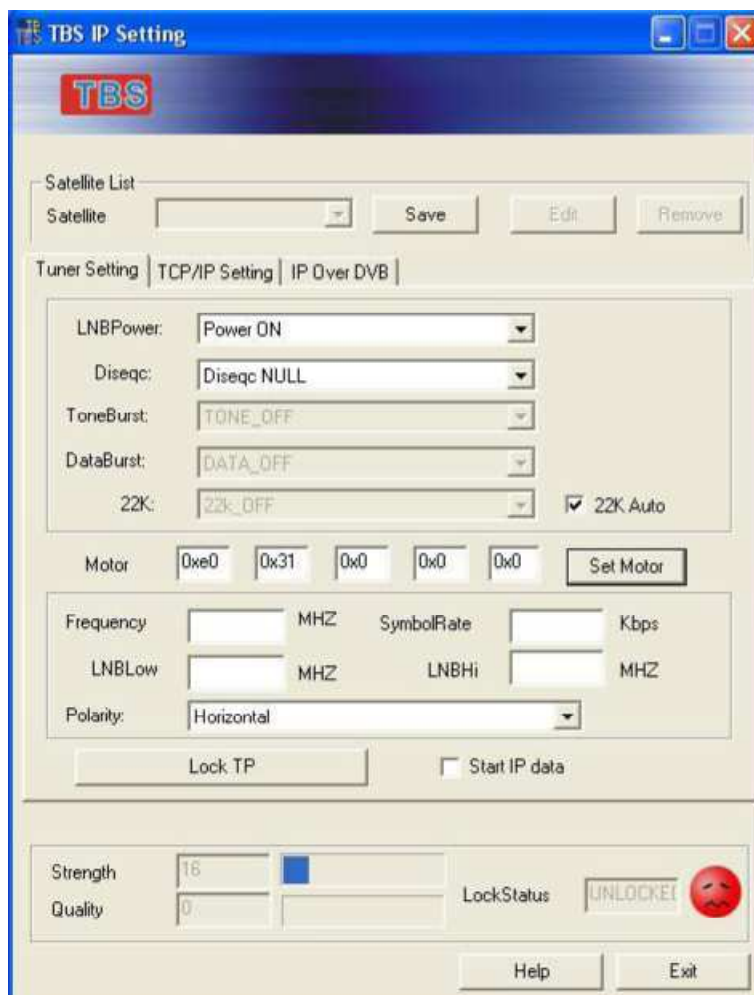 TBS IP Setting
TBS
Satellite List
Satellite Save Edit Remove
Tuner Setting TCP/IP Setting IP Over DVB
LNBPower: Power ON
Diseqc: Diseqc NULL
ToneBurst: TONE_OFF
DataBurst: DATA_OFF
22K: 22k_OFF 22K Auto
Motor 0xe0 0x31 0x0 0x0 0x0 Set Motor
Frequency MHZ SymbolRate Kbps
LNBLow MHZ LNBHi MHZ
Polarity: Horizontal
Lock TP Start IP data
Strength 16
Quality 0
LockStatus UNLOCKE
Help Exit